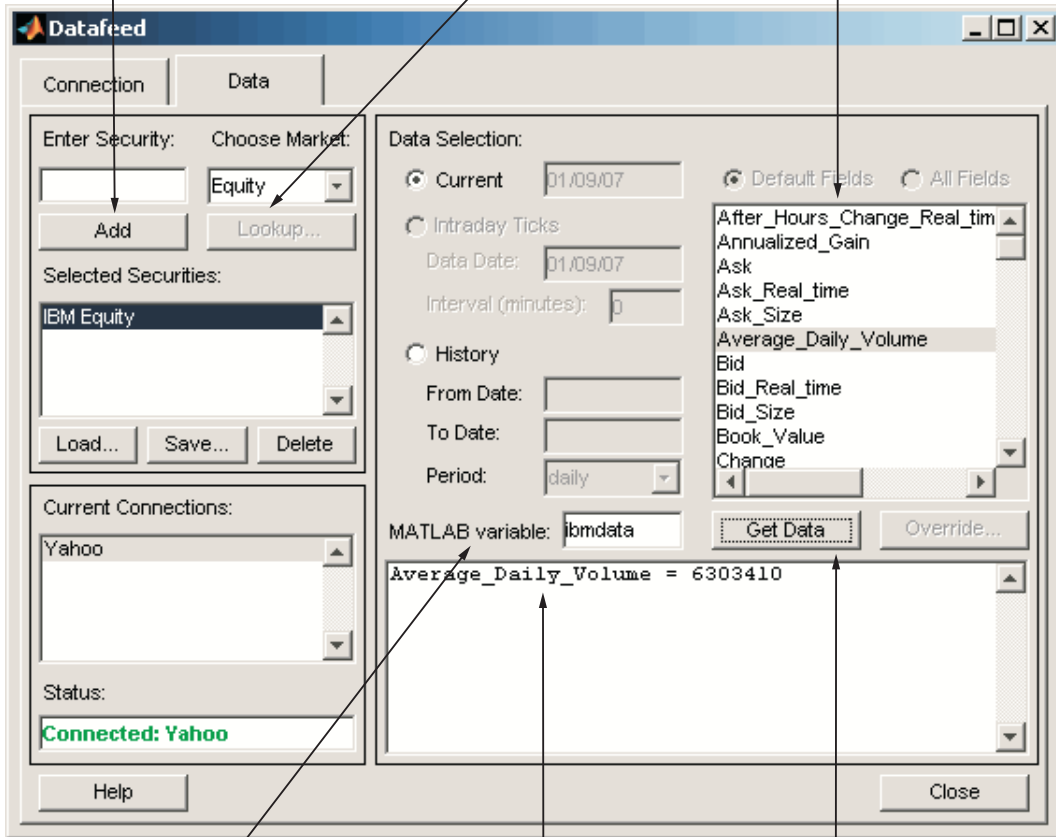 Datafeed
Connection
Data
Enter Security:
Choose Market:
Equity
Add
Lookup...
Selected Securities:
IBM Equity
Load...
Save...
Delete
Current Connections:
Yahoo
Status:
Connected: Yahoo
Data Selection:
Current
01/09/07
Intraday Ticks
Data Date:
01/09/07
Interval (minutes):
0
History
From Date:
To Date:
Period:
daily
Default Fields
All Fields
After_Hours_Change_Real_tim
Annualized_Gain
Ask
Ask_Real_time
Ask_Size
Average_Daily_Volume
Bid
Bid_Real_time
Bid_Size
Book_Value
Change
MATLAB variable:
ibmdata
Get Data
Override...
Average_Daily_Volume = 6303410
Help
Close